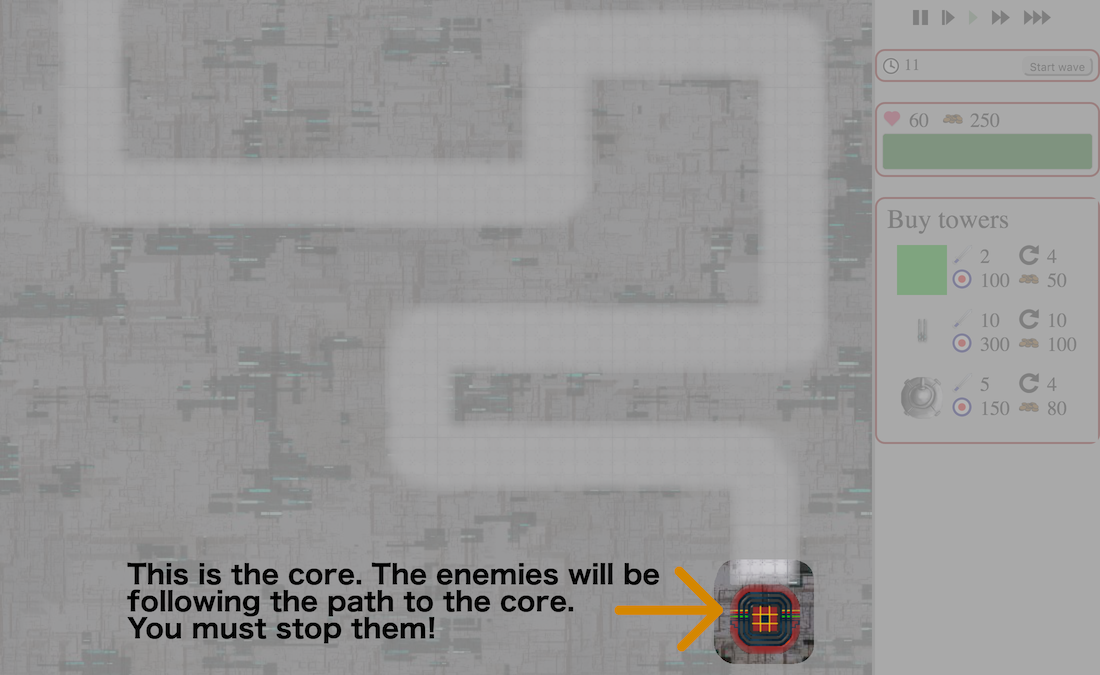 11 Start wave
60 250
Buy towers
2 4
100 50
10 10
300 100
5 4
150 80
This is the core. The enemies will be
following the path to the core.
You must stop them!